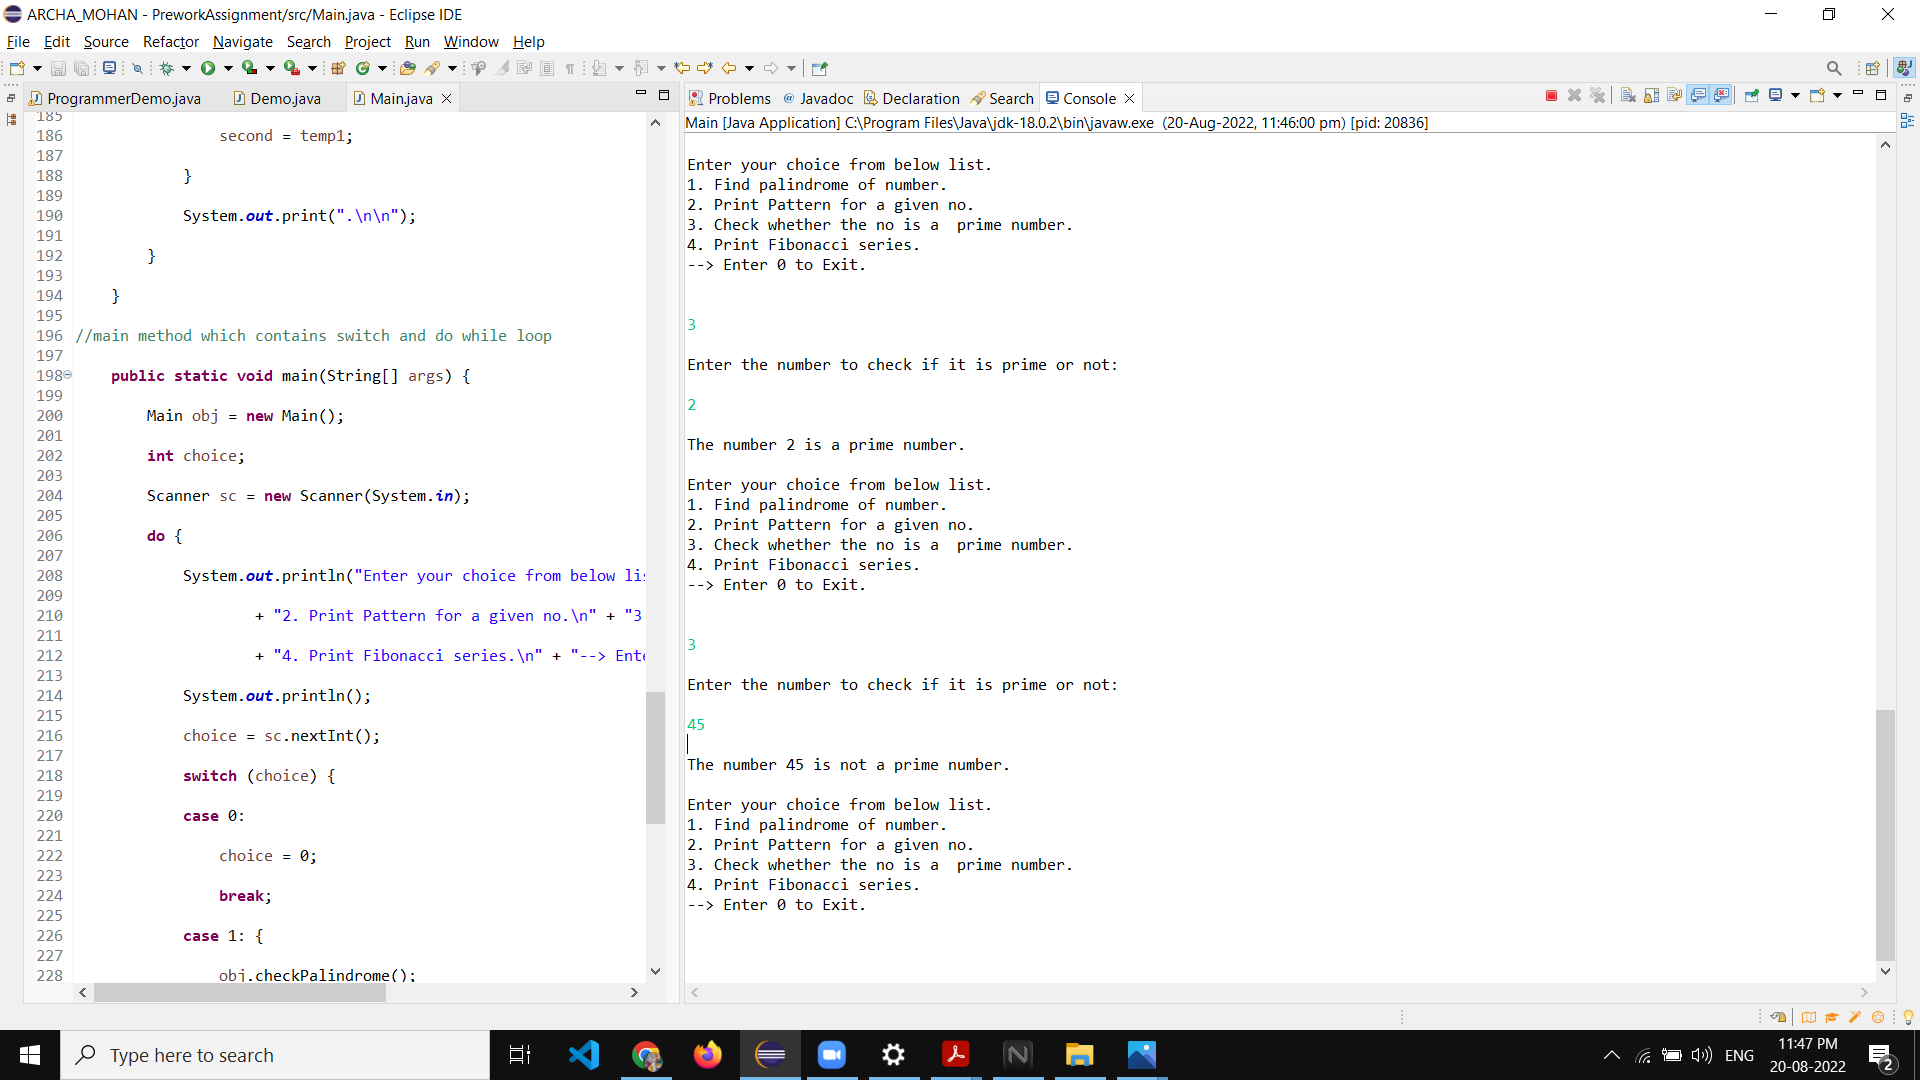 ARCHA_MOHAN - PreworkAssignment/src/Main.java - Eclipse IDE
File Edit Source Refactor Navigate Search Project Run Window Help
ProgrammerDemo.java Demo.java Main.java
185
186 second = temp1;
187
188 }
189
190 System.out.print(".\n\n");
191
192 }
193
194 }
195
196 //main method which contains switch and do while loop
197
198 public static void main(String[] args) {
199
200 Main obj = new Main();
201
202 int choice;
203
204 Scanner sc = new Scanner(System.in);
205
206 do {
207
208 System.out.println("Enter your choice from below lis
209
210 + "2. Print Pattern for a given no.\n" + "3
211
212 + "4. Print Fibonacci series.\n" + "--> Ente
213
214 System.out.println();
215
216 choice = sc.nextInt();
217
218 switch (choice) {
219
220 case 0:
221
222 choice = 0;
223
224 break;
225
226 case 1: {
227
228 obj.checkPalindrome();
Problems Javadoc Declaration Search Console
Main [Java Application] C:\Program Files\Java\jdk-18.0.2\bin\javaw.exe (20-Aug-2022, 11:46:00 pm) [pid: 20836]
Enter your choice from below list.
1. Find palindrome of number.
2. Print Pattern for a given no.
3. Check whether the no is a  prime number.
4. Print Fibonacci series.
--> Enter 0 to Exit.
3
Enter the number to check if it is prime or not:
2
The number 2 is a prime number.
Enter your choice from below list.
1. Find palindrome of number.
2. Print Pattern for a given no.
3. Check whether the no is a  prime number.
4. Print Fibonacci series.
--> Enter 0 to Exit.
3
Enter the number to check if it is prime or not:
45
The number 45 is not a prime number.
Enter your choice from below list.
1. Find palindrome of number.
2. Print Pattern for a given no.
3. Check whether the no is a  prime number.
4. Print Fibonacci series.
--> Enter 0 to Exit.
Type here to search
ENG
11:47 PM
20-08-2022
2